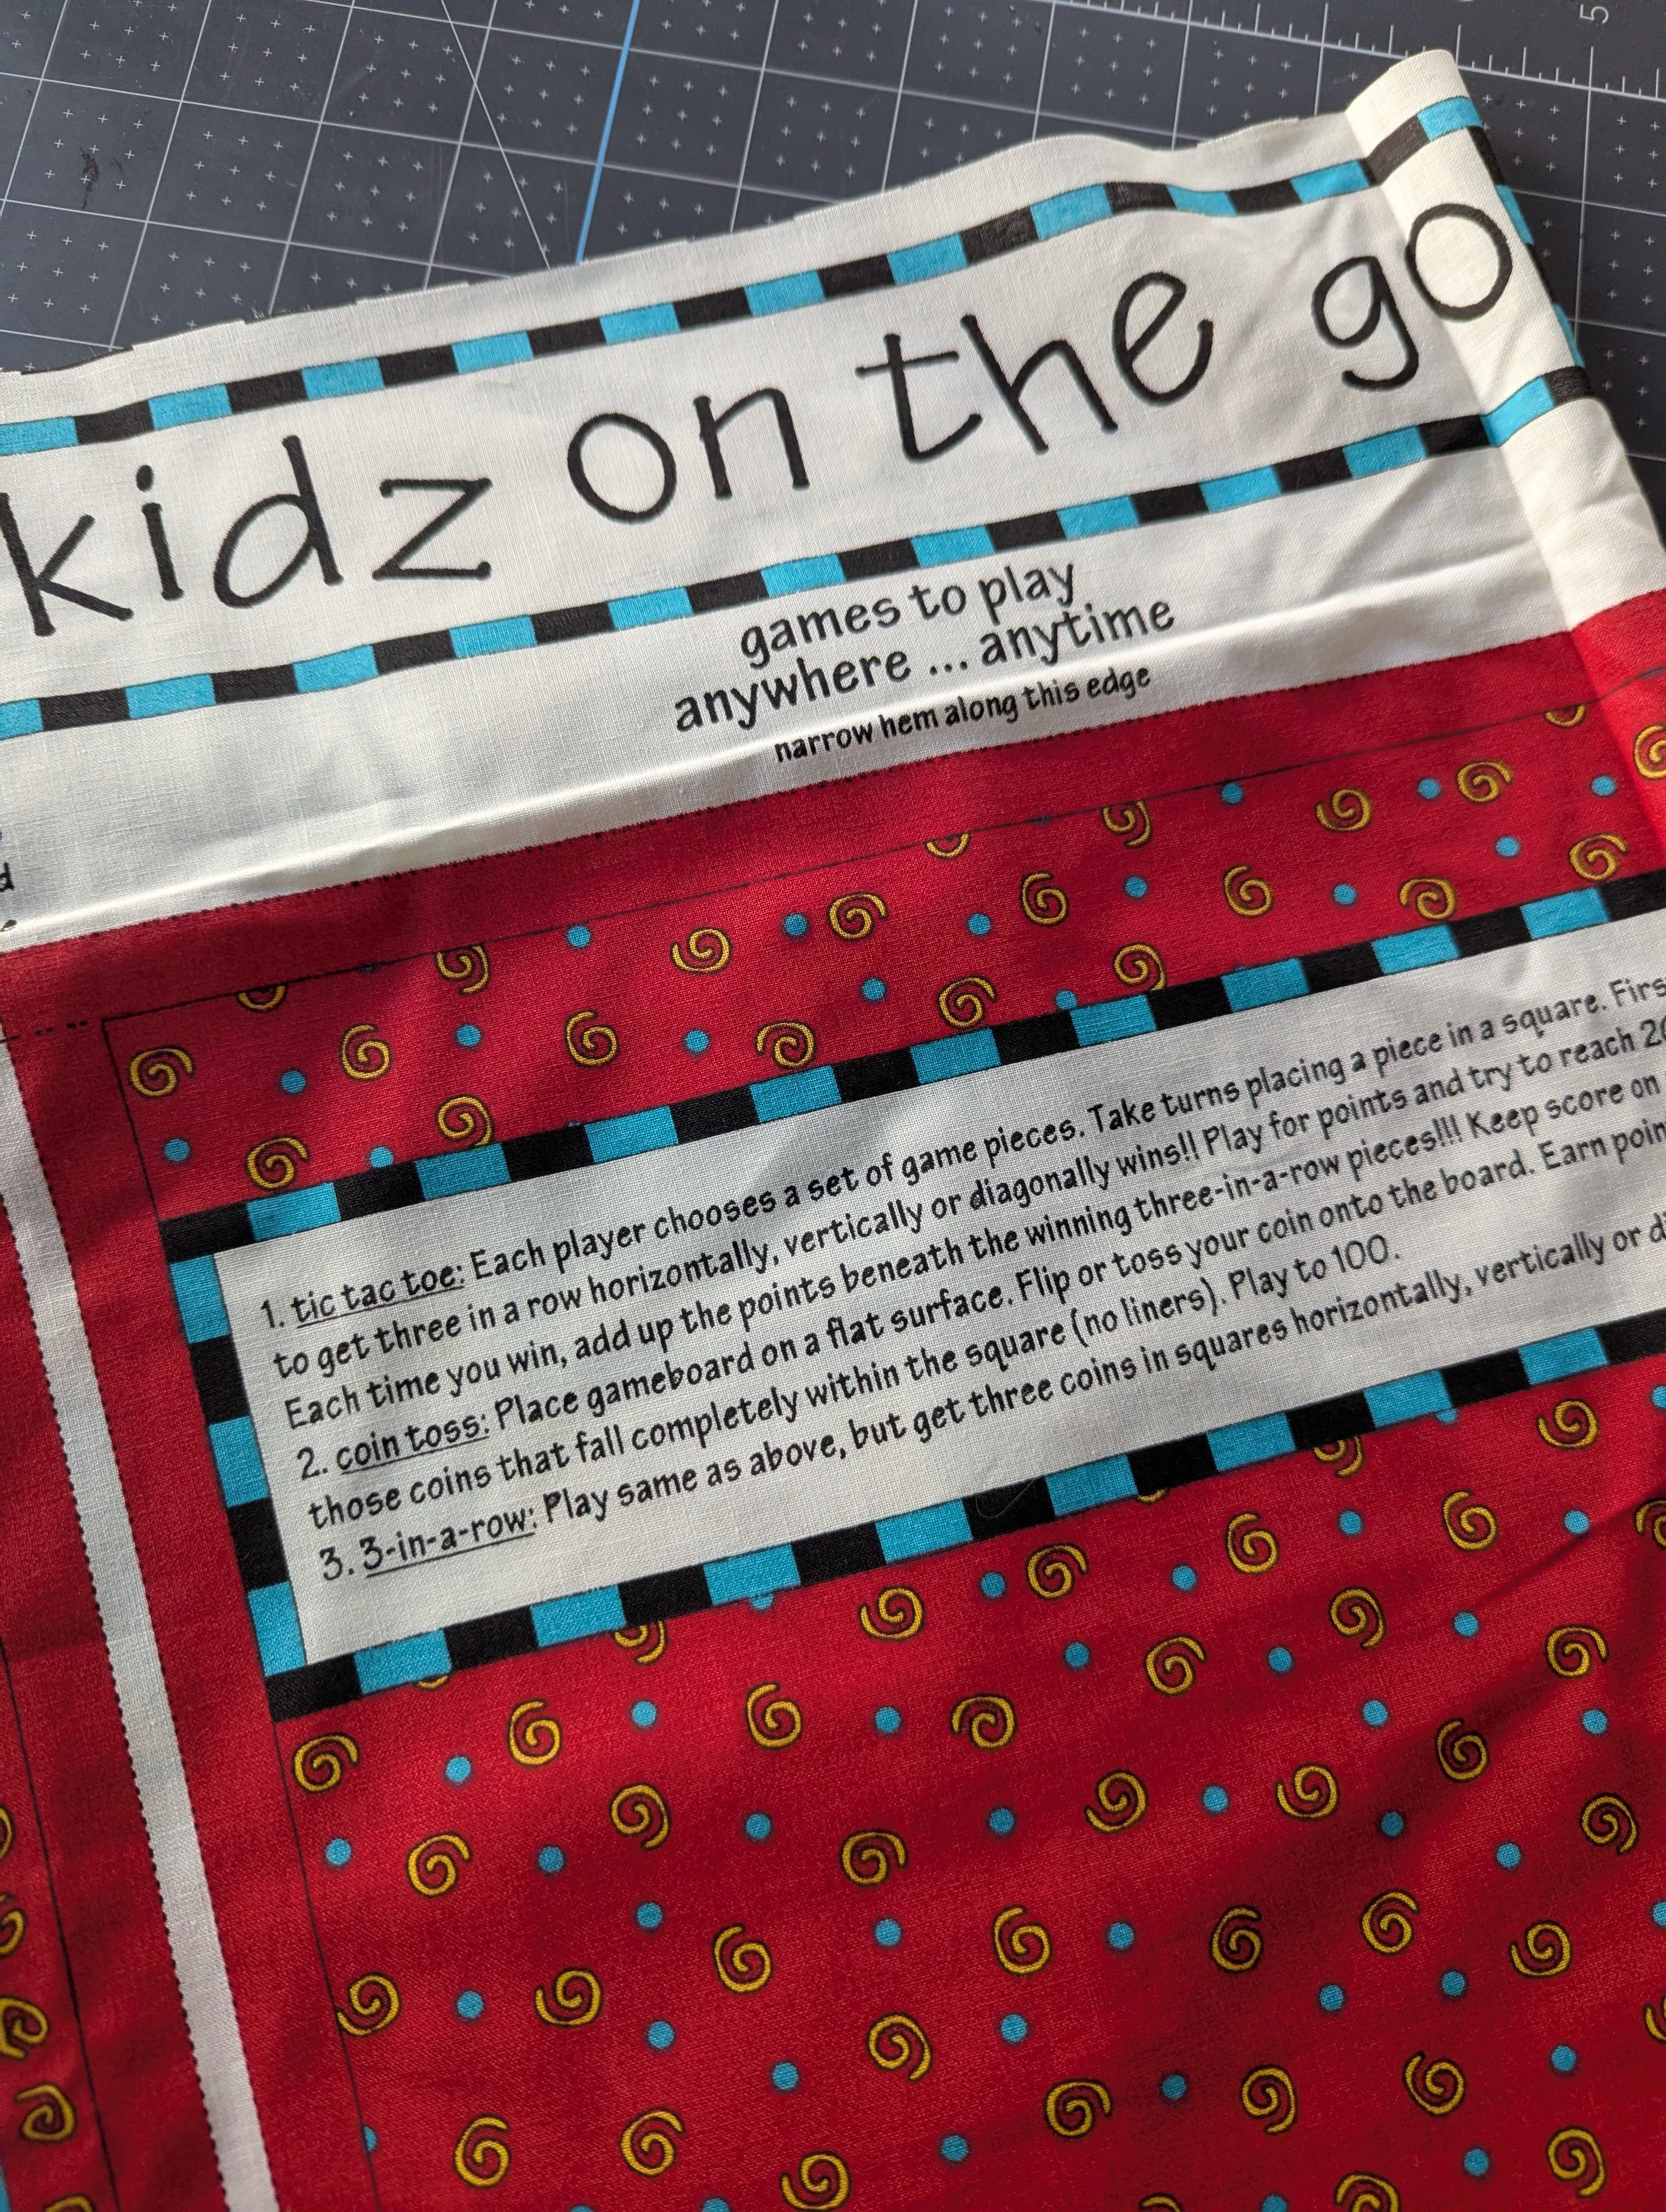 5
kidz on the go
games to play
anywhere ... anytime
narrow hem along this edge
1. tic tac toe: Each player chooses a set of game pieces. Take turns placing a piece in a square.
to get three in a row horizontally, vertically or diagonally wins!! Play for points and try to reach
Each time you win, add up the points beneath the winning three-in-a-row pieces!!! Keep score on
2. coin toss: Place gameboard on a flat surface. Flip or toss your coin onto the board. Earn
those coins that fall completely within the square (no liners). Play to 100.
3. 3-in-a-row: Play same as above, but get three coins in squares horizontally, vertically or